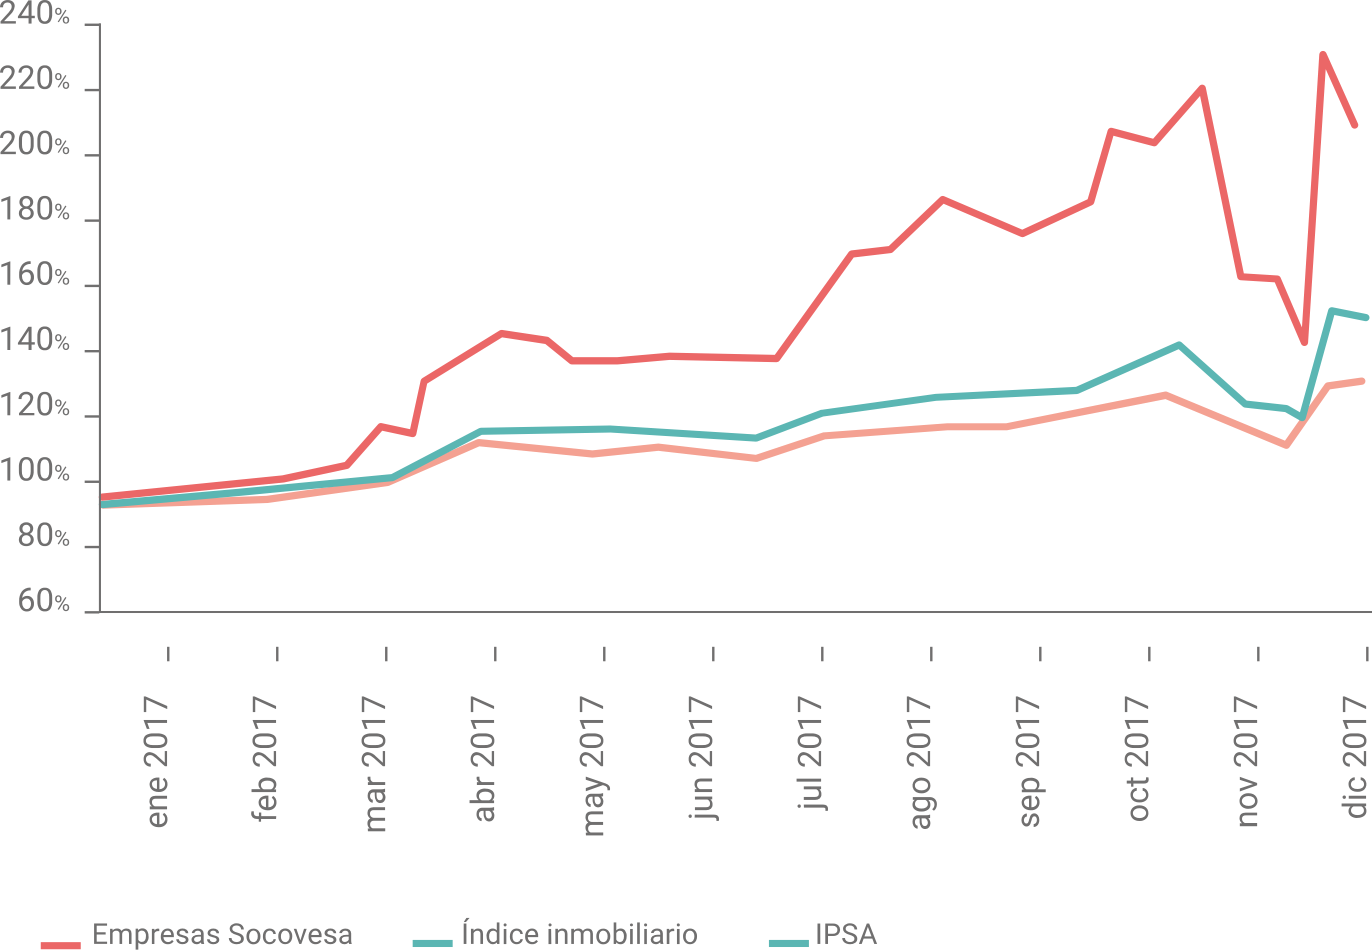 240%
220%
200%
180%
160%
140%
120%
100%
80%
60%
ene 2017
feb 2017
mar 2017
abr 2017
may 2017
jun 2017
jul 2017
ago 2017
sep 2017
oct 2017
nov 2017
dic 2017
Empresas Socovesa
Índice inmobiliario
IPSA